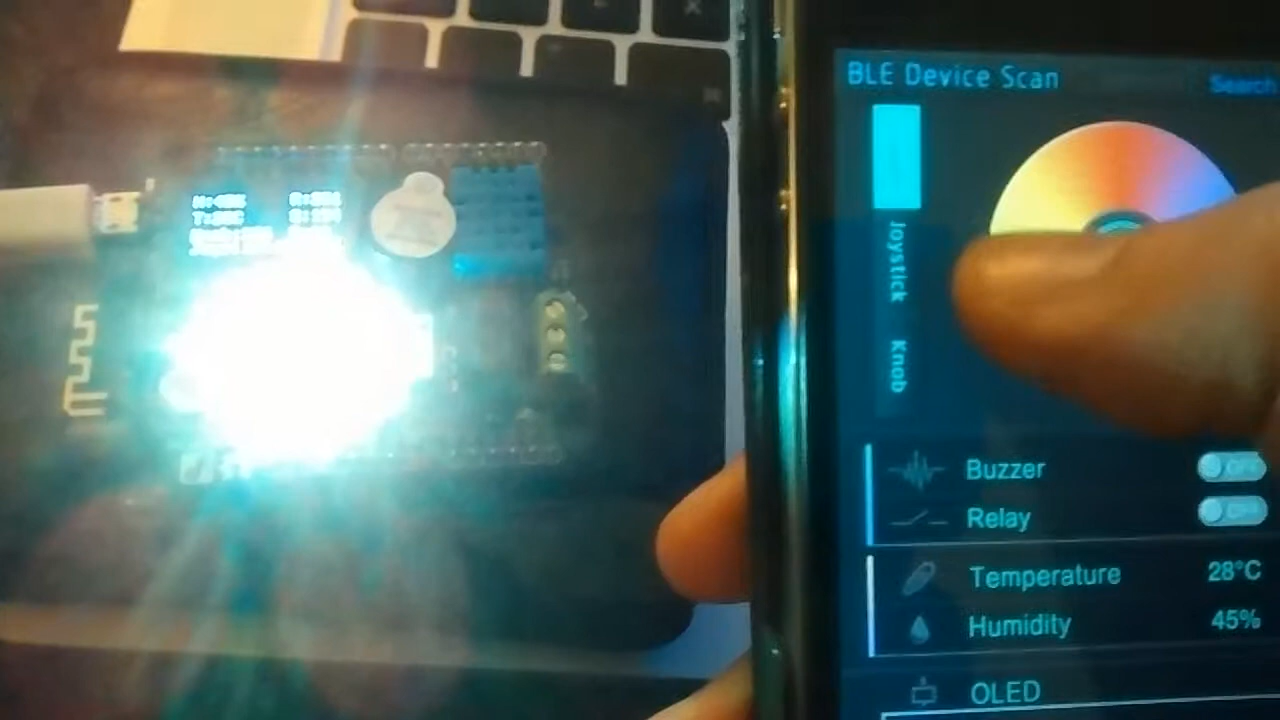 BLE Device Scan
Search
Joystick
Knob
Buzzer
Relay
Temperature 28°C
Humidity 45%
OLED